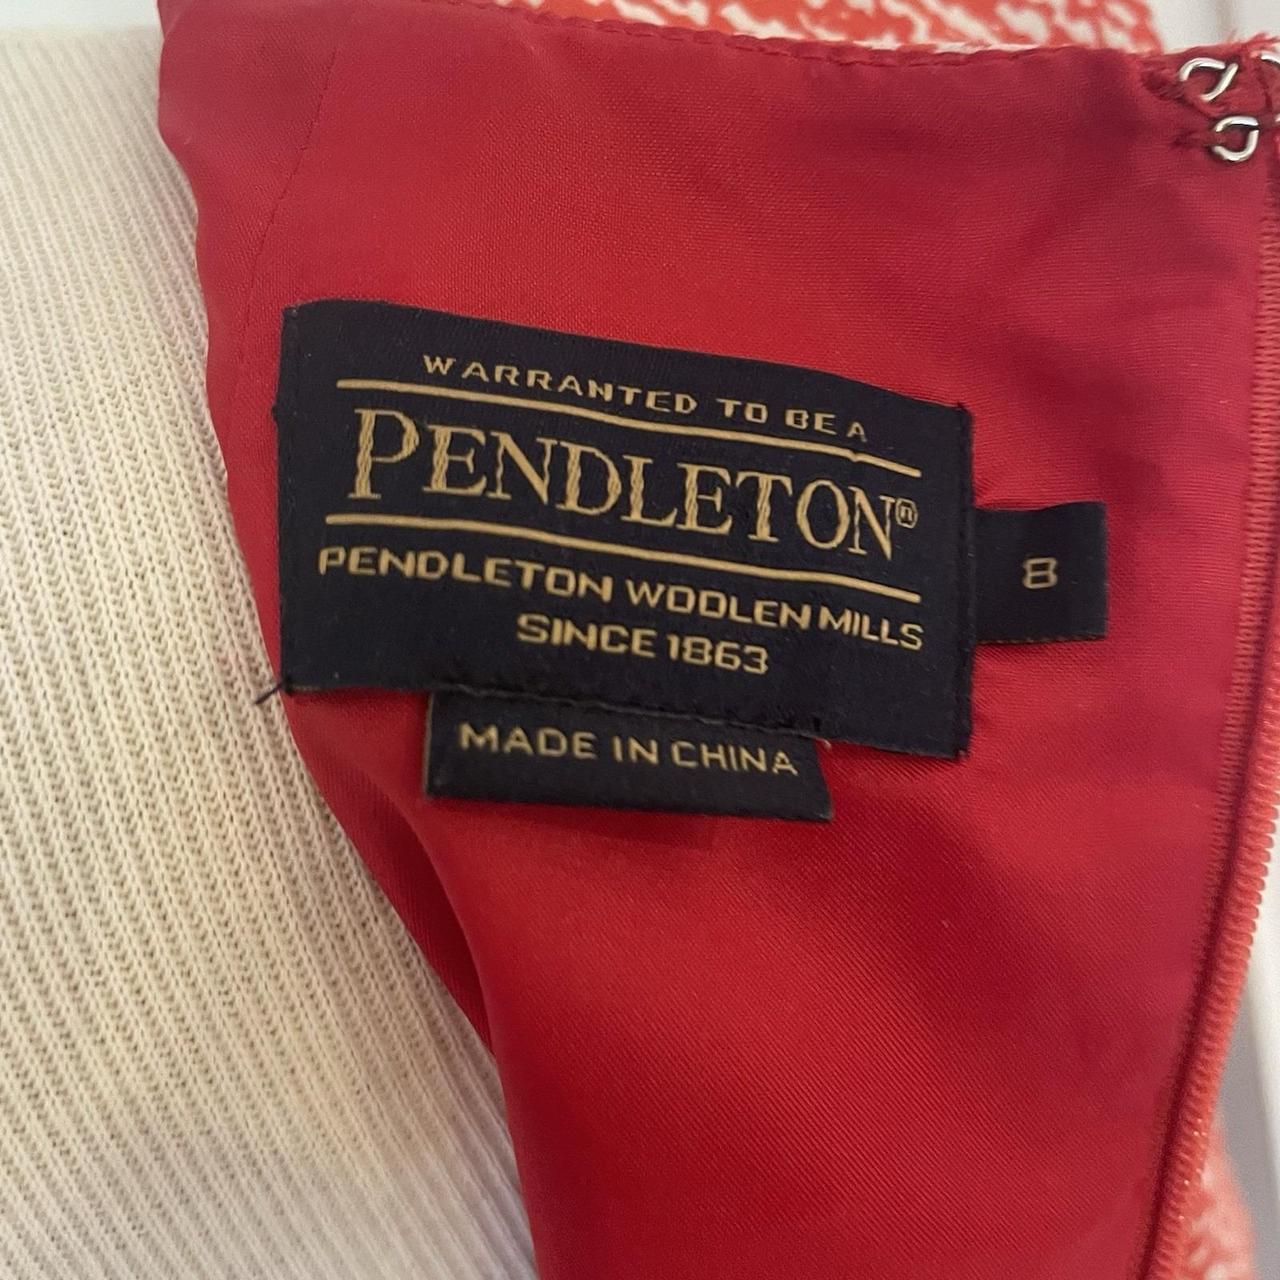 WARRANTED TO BE A
PENDLETON®
PENDLETON WOOLEN MILLS
SINCE 1863
8
MADE IN CHINA